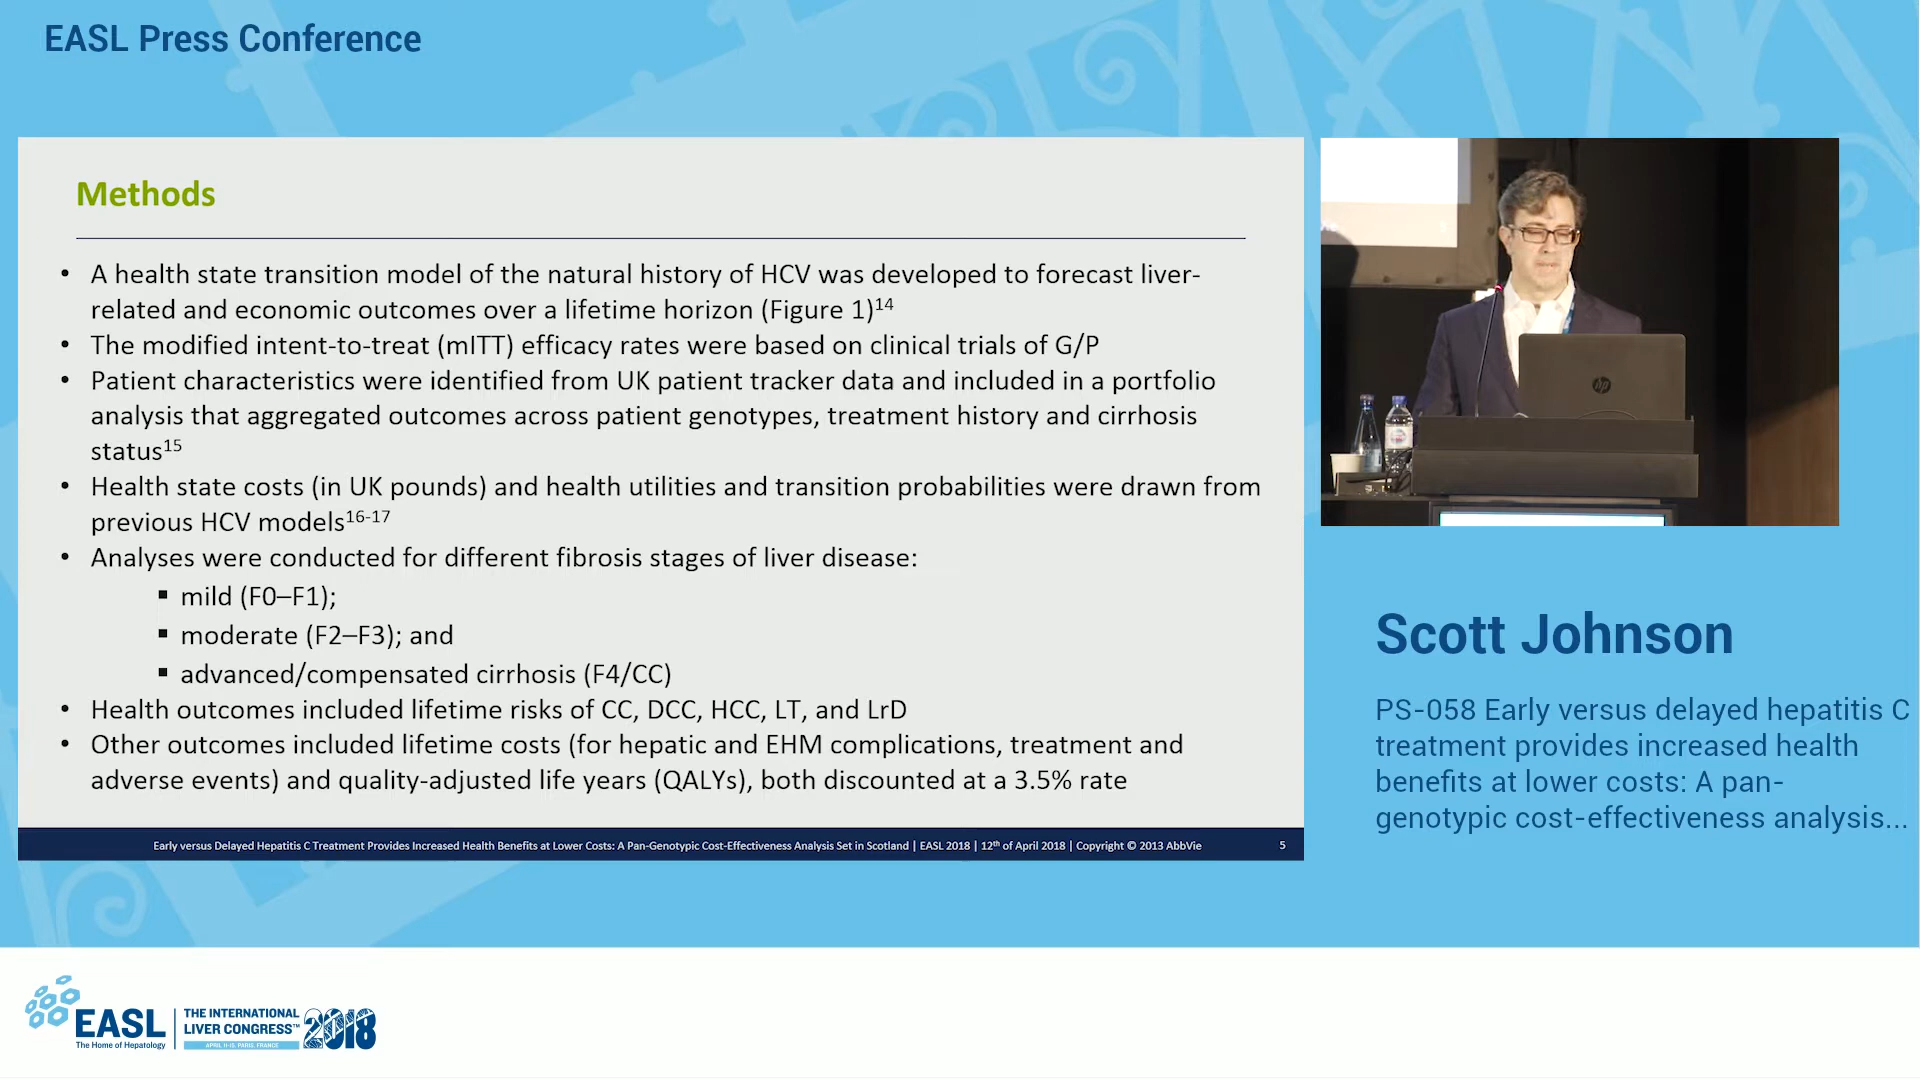 EASL Press Conference
Methods
• A health state transition model of the natural history of HCV was developed to forecast liver-
related and economic outcomes over a lifetime horizon (Figure 1)14
• The modified intent-to-treat (mITT) efficacy rates were based on clinical trials of G/P
• Patient characteristics were identified from UK patient tracker data and included in a portfolio
analysis that aggregated outcomes across patient genotypes, treatment history and cirrhosis
status15
• Health state costs (in UK pounds) and health utilities and transition probabilities were drawn from
previous HCV models16-17
• Analyses were conducted for different fibrosis stages of liver disease:
▪ mild (F0–F1);
▪ moderate (F2–F3); and
▪ advanced/compensated cirrhosis (F4/CC)
• Health outcomes included lifetime risks of CC, DCC, HCC, LT, and LrD
• Other outcomes included lifetime costs (for hepatic and EHM complications, treatment and
adverse events) and quality-adjusted life years (QALYs), both discounted at a 3.5% rate
Early versus Delayed Hepatitis C Treatment Provides Increased Health Benefits at Lower Costs: A Pan-Genotypic Cost-Effectiveness Analysis Set in Scotland | EASL 2018 | 12th of April 2018 | Copyright © 2013 AbbVie 5
hp
Scott Johnson
PS-058 Early versus delayed hepatitis C
treatment provides increased health
benefits at lower costs: A pan-
genotypic cost-effectiveness analysis...
EASL
The Home of Hepatology
THE INTERNATIONAL
LIVER CONGRESS™
2018
APRIL 11-15, PARIS, FRANCE